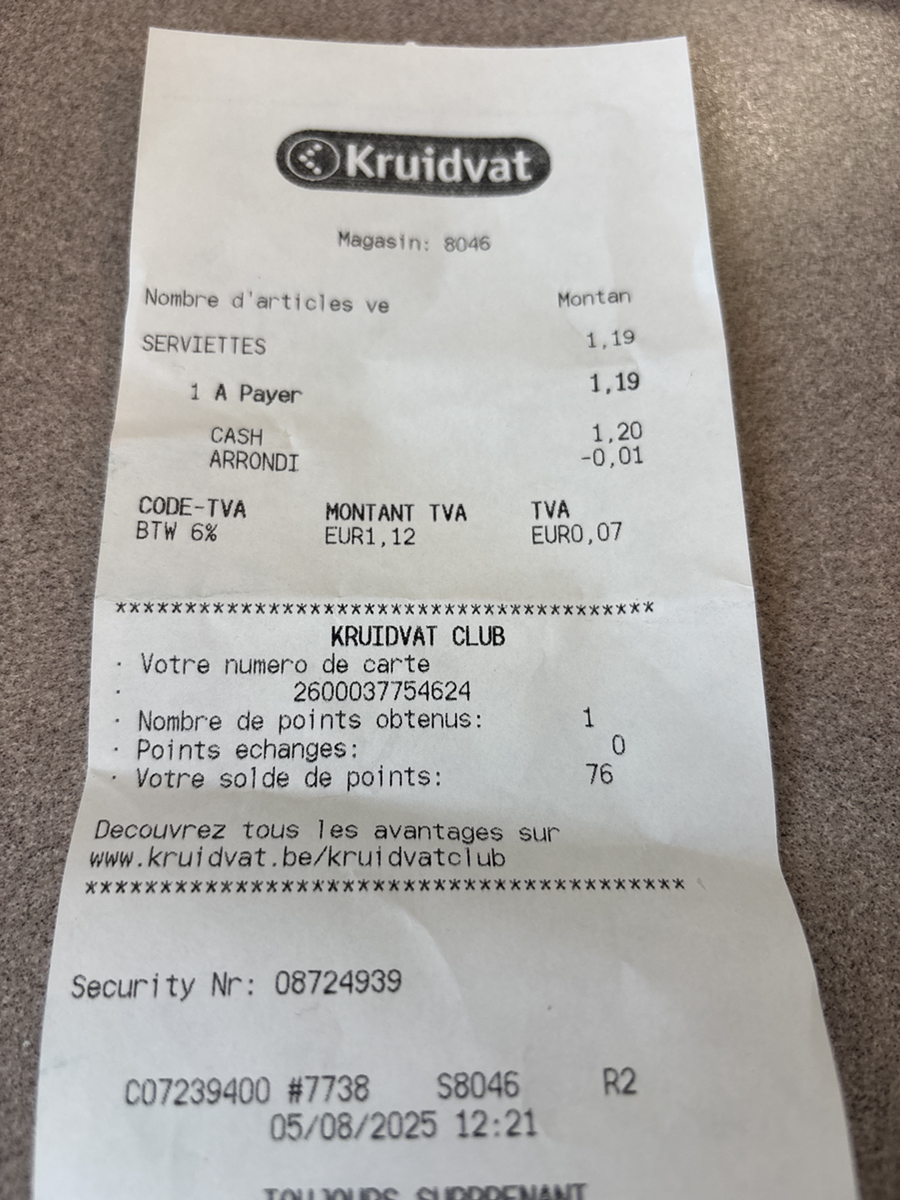 Kruidvat
Magasin: 8046
Nombre d'articles ve Montan
SERVIETTES 1,19
1 A Payer 1,19
CASH 1,20
ARRONDI -0,01
CODE-TVA MONTANT TVA TVA
BTW 6% EUR1,12 EUR0,07
***************************************
KRUIDVAT CLUB
· Votre numero de carte
· 2600037754624
· Nombre de points obtenus: 1
· Points echanges: 0
· Votre solde de points: 76
Decouvrez tous les avantages sur
www.kruidvat.be/kruidvatclub
****************************************
Security Nr: 08724939
C07239400 #7738 S8046 R2
05/08/2025 12:21
TOUJOURS SURPRENANT